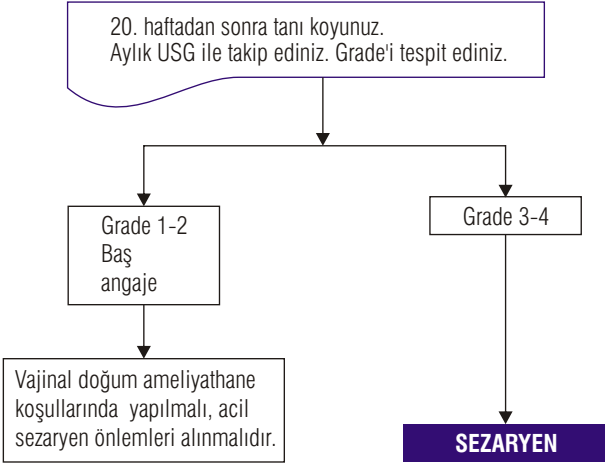 20. haftadan sonra tanı koyunuz.
Aylık USG ile takip ediniz. Grade'i tespit ediniz.
Grade 1-2
Baş
angaje
Grade 3-4
Vajinal doğum ameliyathane
koşullarında yapılmalı, acil
sezaryen önlemleri alınmalıdır.
SEZARYEN